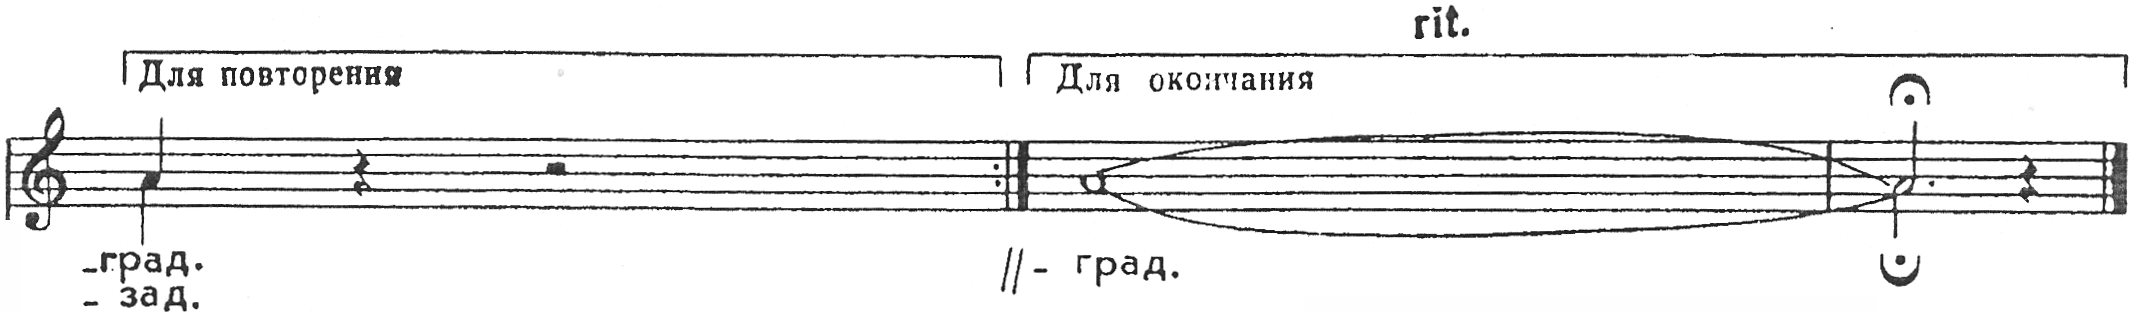 rit.
Для повторения
Для окончания
-град.
- зад.
// - град.